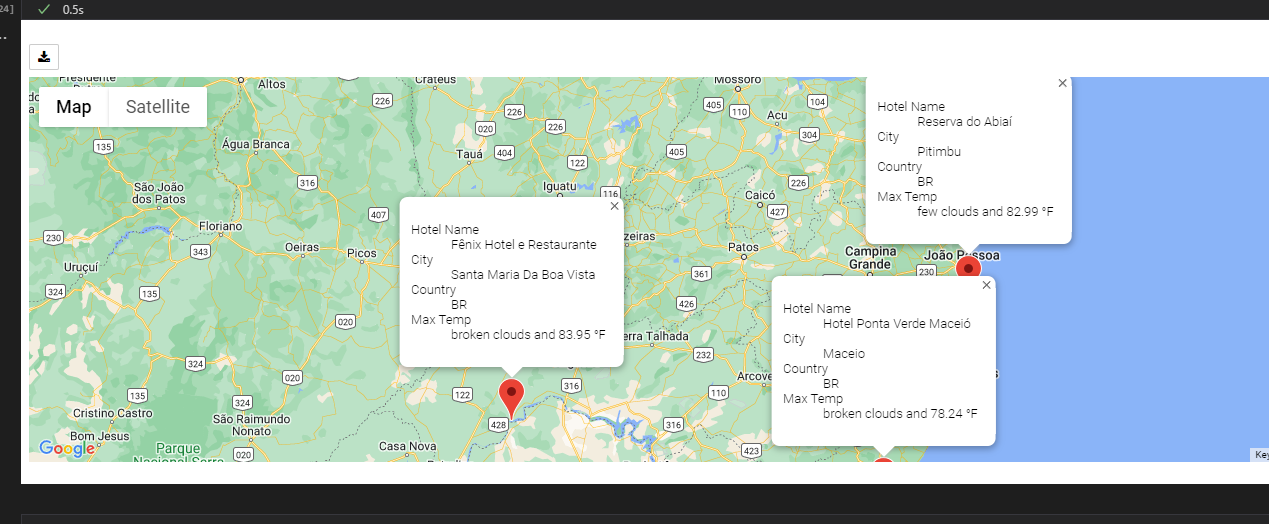 24]
0.5s
Map
Satellite
Altos
Crateús
Mossoró
226
405
110
104
Acu
304
020
226
226
Água Branca
135
Tauá
404
122
405
316
São João
dos Patos
Iguatu
116
Caicó
226
427
407
230
Floriano
343
Oeiras
Picos
Patos
Campina
Grande
João Pessoa
230
Uruçuí
324
135
361
426
020
erra Talhada
232
Arcove
324
020
316
122
110
135
324
Cristino Castro
São Raimundo
Nonato
428
316
Bom Jesus
Casa Nova
423
020
Parque
Google
Key
Hotel Name
Fênix Hotel e Restaurante
City
Santa Maria Da Boa Vista
Country
BR
Max Temp
broken clouds and 83.95 °F
Hotel Name
Reserva do Abiaí
City
Pitimbu
Country
BR
Max Temp
few clouds and 82.99 °F
Hotel Name
Hotel Ponta Verde Maceió
City
Maceio
Country
BR
Max Temp
broken clouds and 78.24 °F